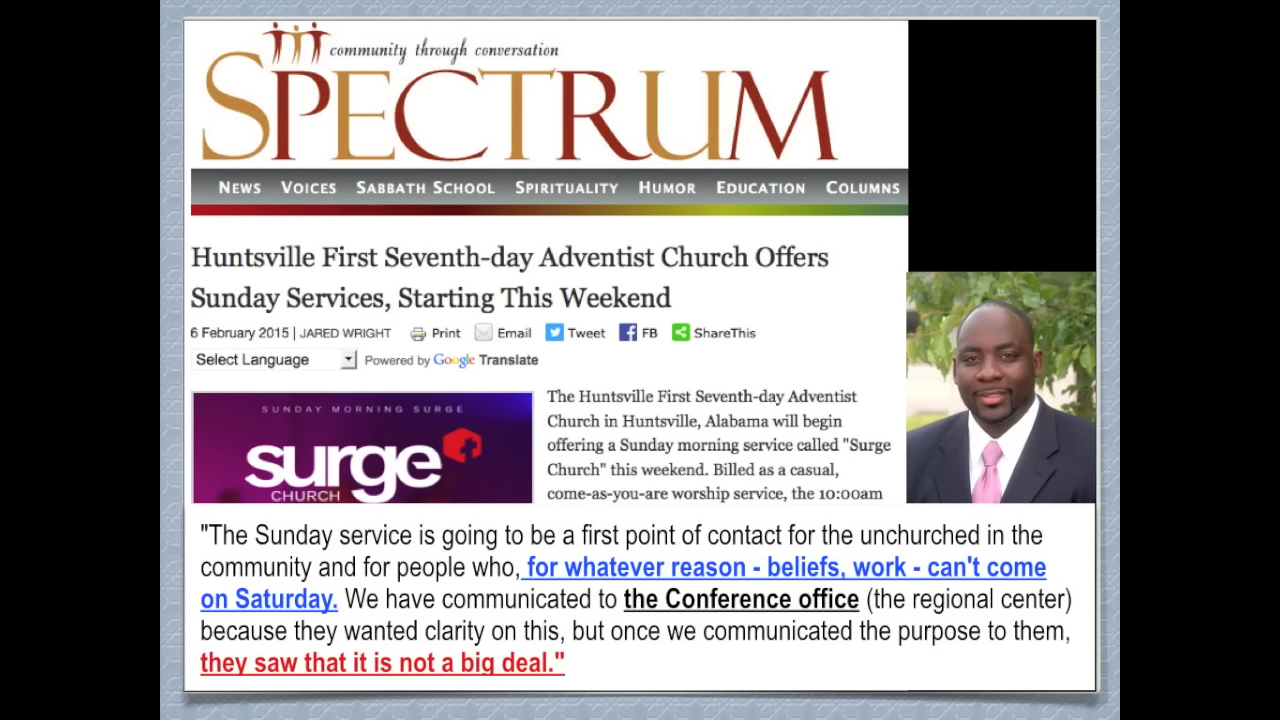 community through conversation
SPECTRUM
NEWS VOICES SABBATH SCHOOL SPIRITUALITY HUMOR EDUCATION COLUMNS
Huntsville First Seventh-day Adventist Church Offers
Sunday Services, Starting This Weekend
6 February 2015 | JARED WRIGHT Print Email Tweet FB ShareThis
Select Language Powered by Google Translate
SUNDAY MORNING SURGE
surge
CHURCH
The Huntsville First Seventh-day Adventist
Church in Huntsville, Alabama will begin
offering a Sunday morning service called "Surge
Church" this weekend. Billed as a casual,
come-as-you-are worship service, the 10:00am
"The Sunday service is going to be a first point of contact for the unchurched in the
community and for people who, for whatever reason - beliefs, work - can't come
on Saturday. We have communicated to the Conference office (the regional center)
because they wanted clarity on this, but once we communicated the purpose to them,
they saw that it is not a big deal."